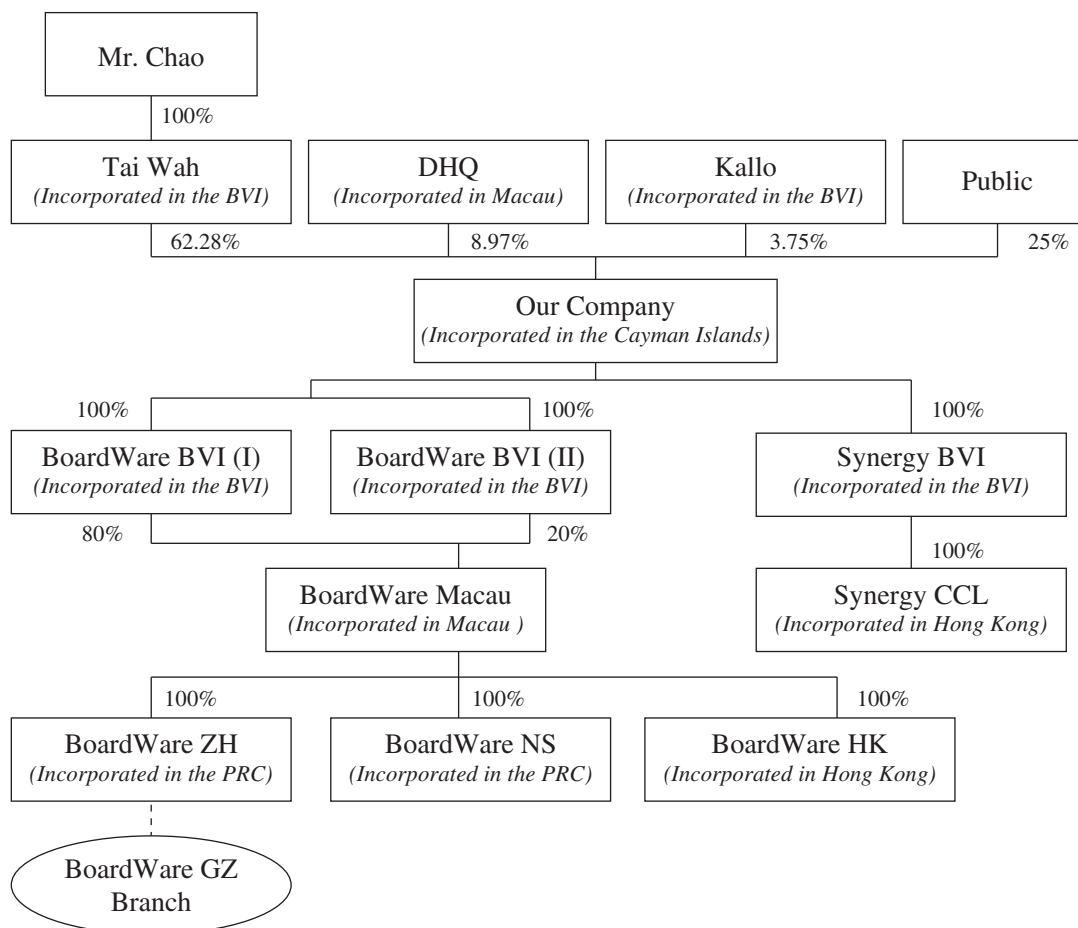 Mr. Chao
100%
Tai Wah
(Incorporated in the BVI)
DHQ
(Incorporated in Macau)
Kallo
(Incorporated in the BVI)
Public
62.28%
8.97%
3.75%
25%
Our Company
(Incorporated in the Cayman Islands)
100%
100%
100%
BoardWare BVI (I)
(Incorporated in the BVI)
BoardWare BVI (II)
(Incorporated in the BVI)
Synergy BVI
(Incorporated in the BVI)
80%
20%
100%
BoardWare Macau
(Incorporated in Macau )
Synergy CCL
(Incorporated in Hong Kong)
100%
100%
100%
BoardWare ZH
(Incorporated in the PRC)
BoardWare NS
(Incorporated in the PRC)
BoardWare HK
(Incorporated in Hong Kong)
BoardWare GZ
Branch